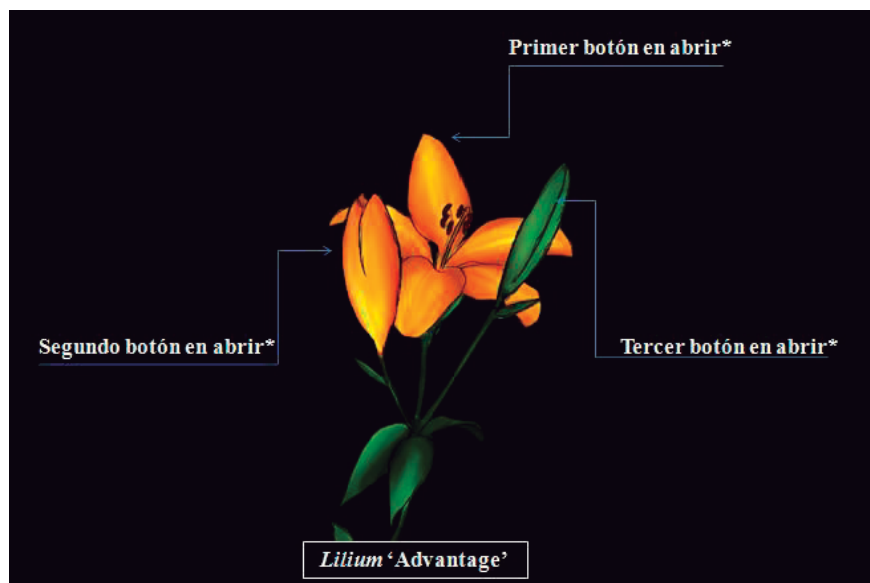 Primer botón en abrir*
Segundo botón en abrir*
Tercer botón en abrir*
Lilium ‘Advantage’